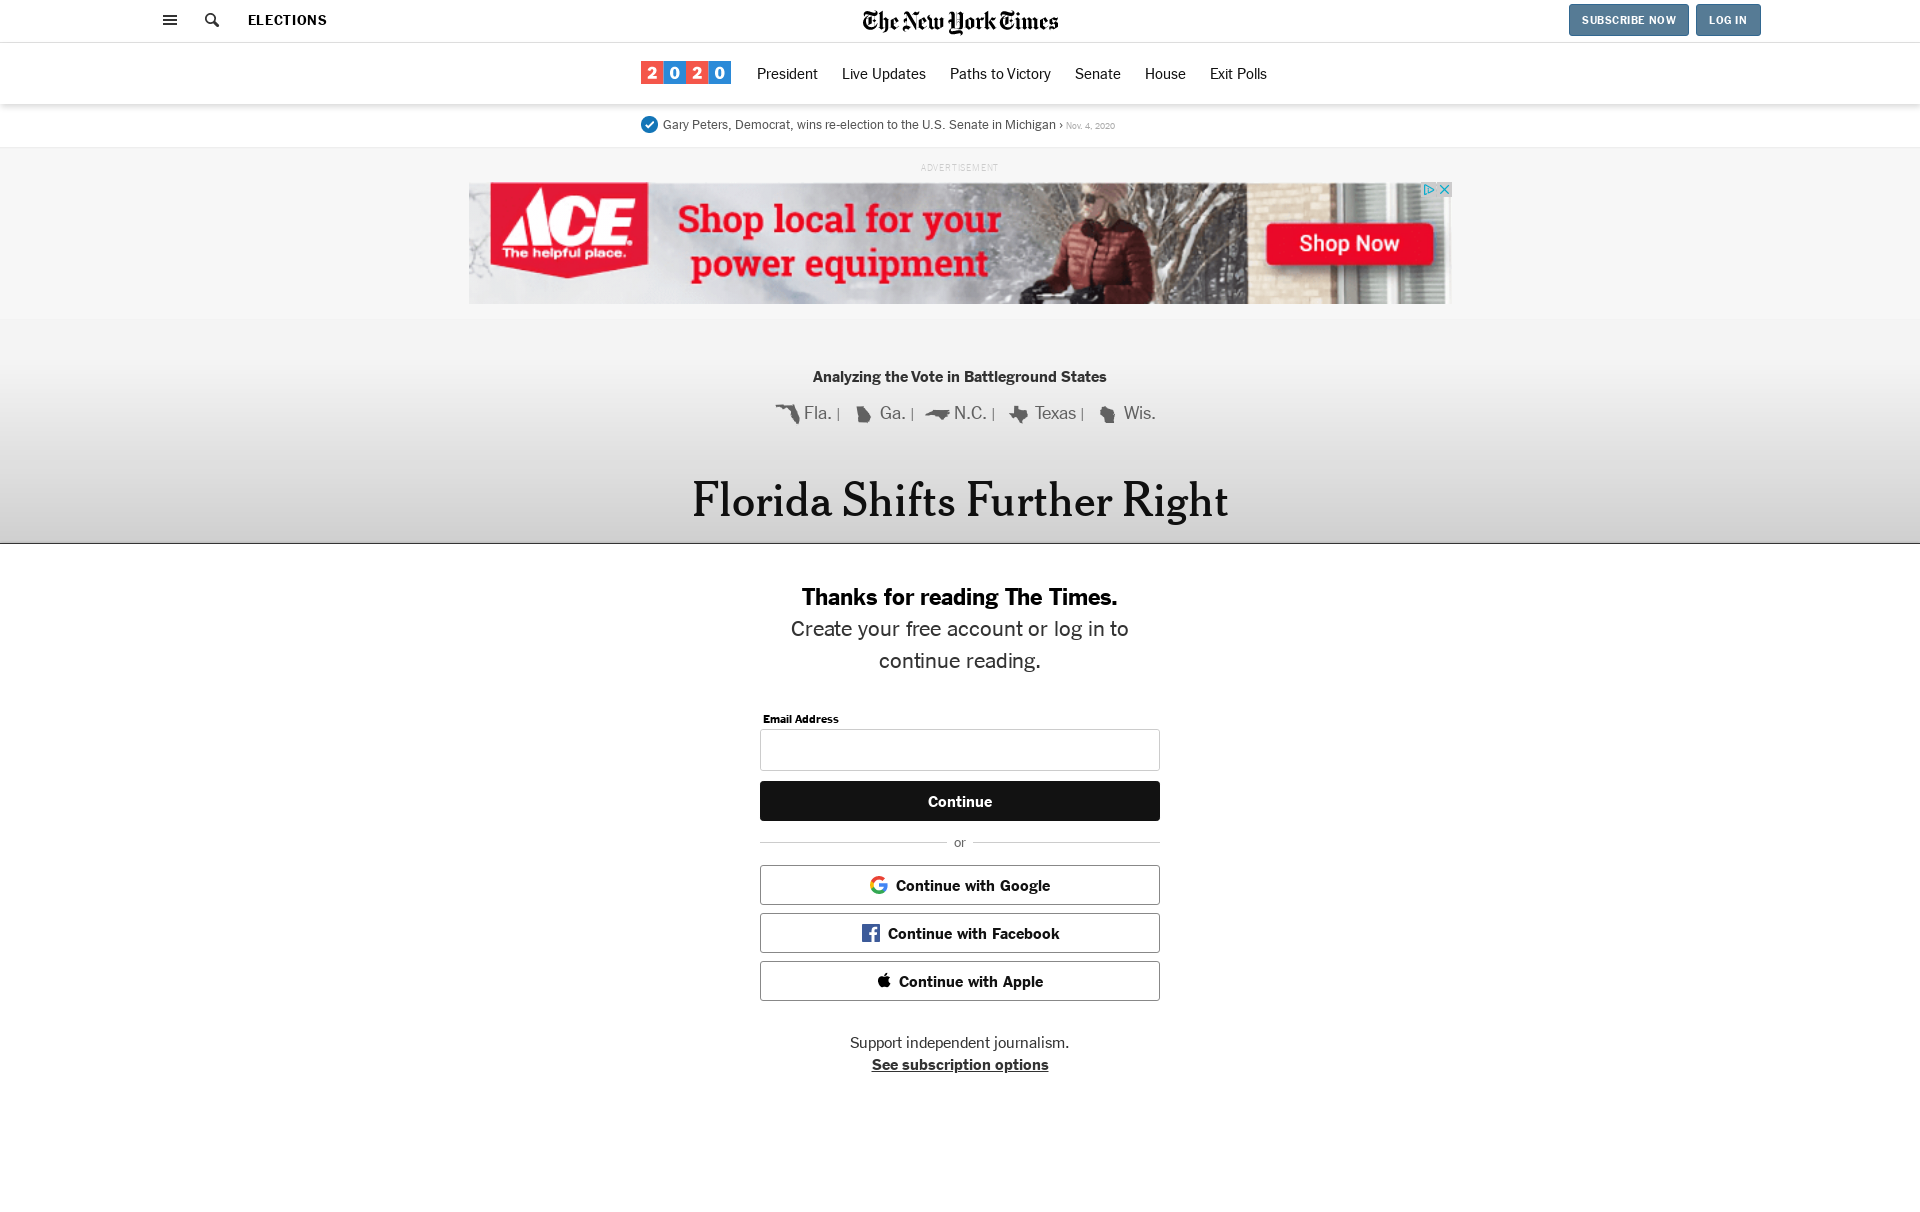 ELECTIONS
The New York Times
SUBSCRIBE NOW
LOG IN
2020
President
Live Updates
Paths to Victory
Senate
House
Exit Polls
Gary Peters, Democrat, wins re-election to the U.S. Senate in Michigan › Nov. 4, 2020
ADVERTISEMENT
ACE
The helpful place.
Shop local for your
power equipment
Shop Now
Analyzing the Vote in Battleground States
Fla. | Ga. | N.C. | Texas | Wis.
Florida Shifts Further Right
Thanks for reading The Times.
Create your free account or log in to
continue reading.
Email Address
Continue
or
Continue with Google
Continue with Facebook
Continue with Apple
Support independent journalism.
See subscription options